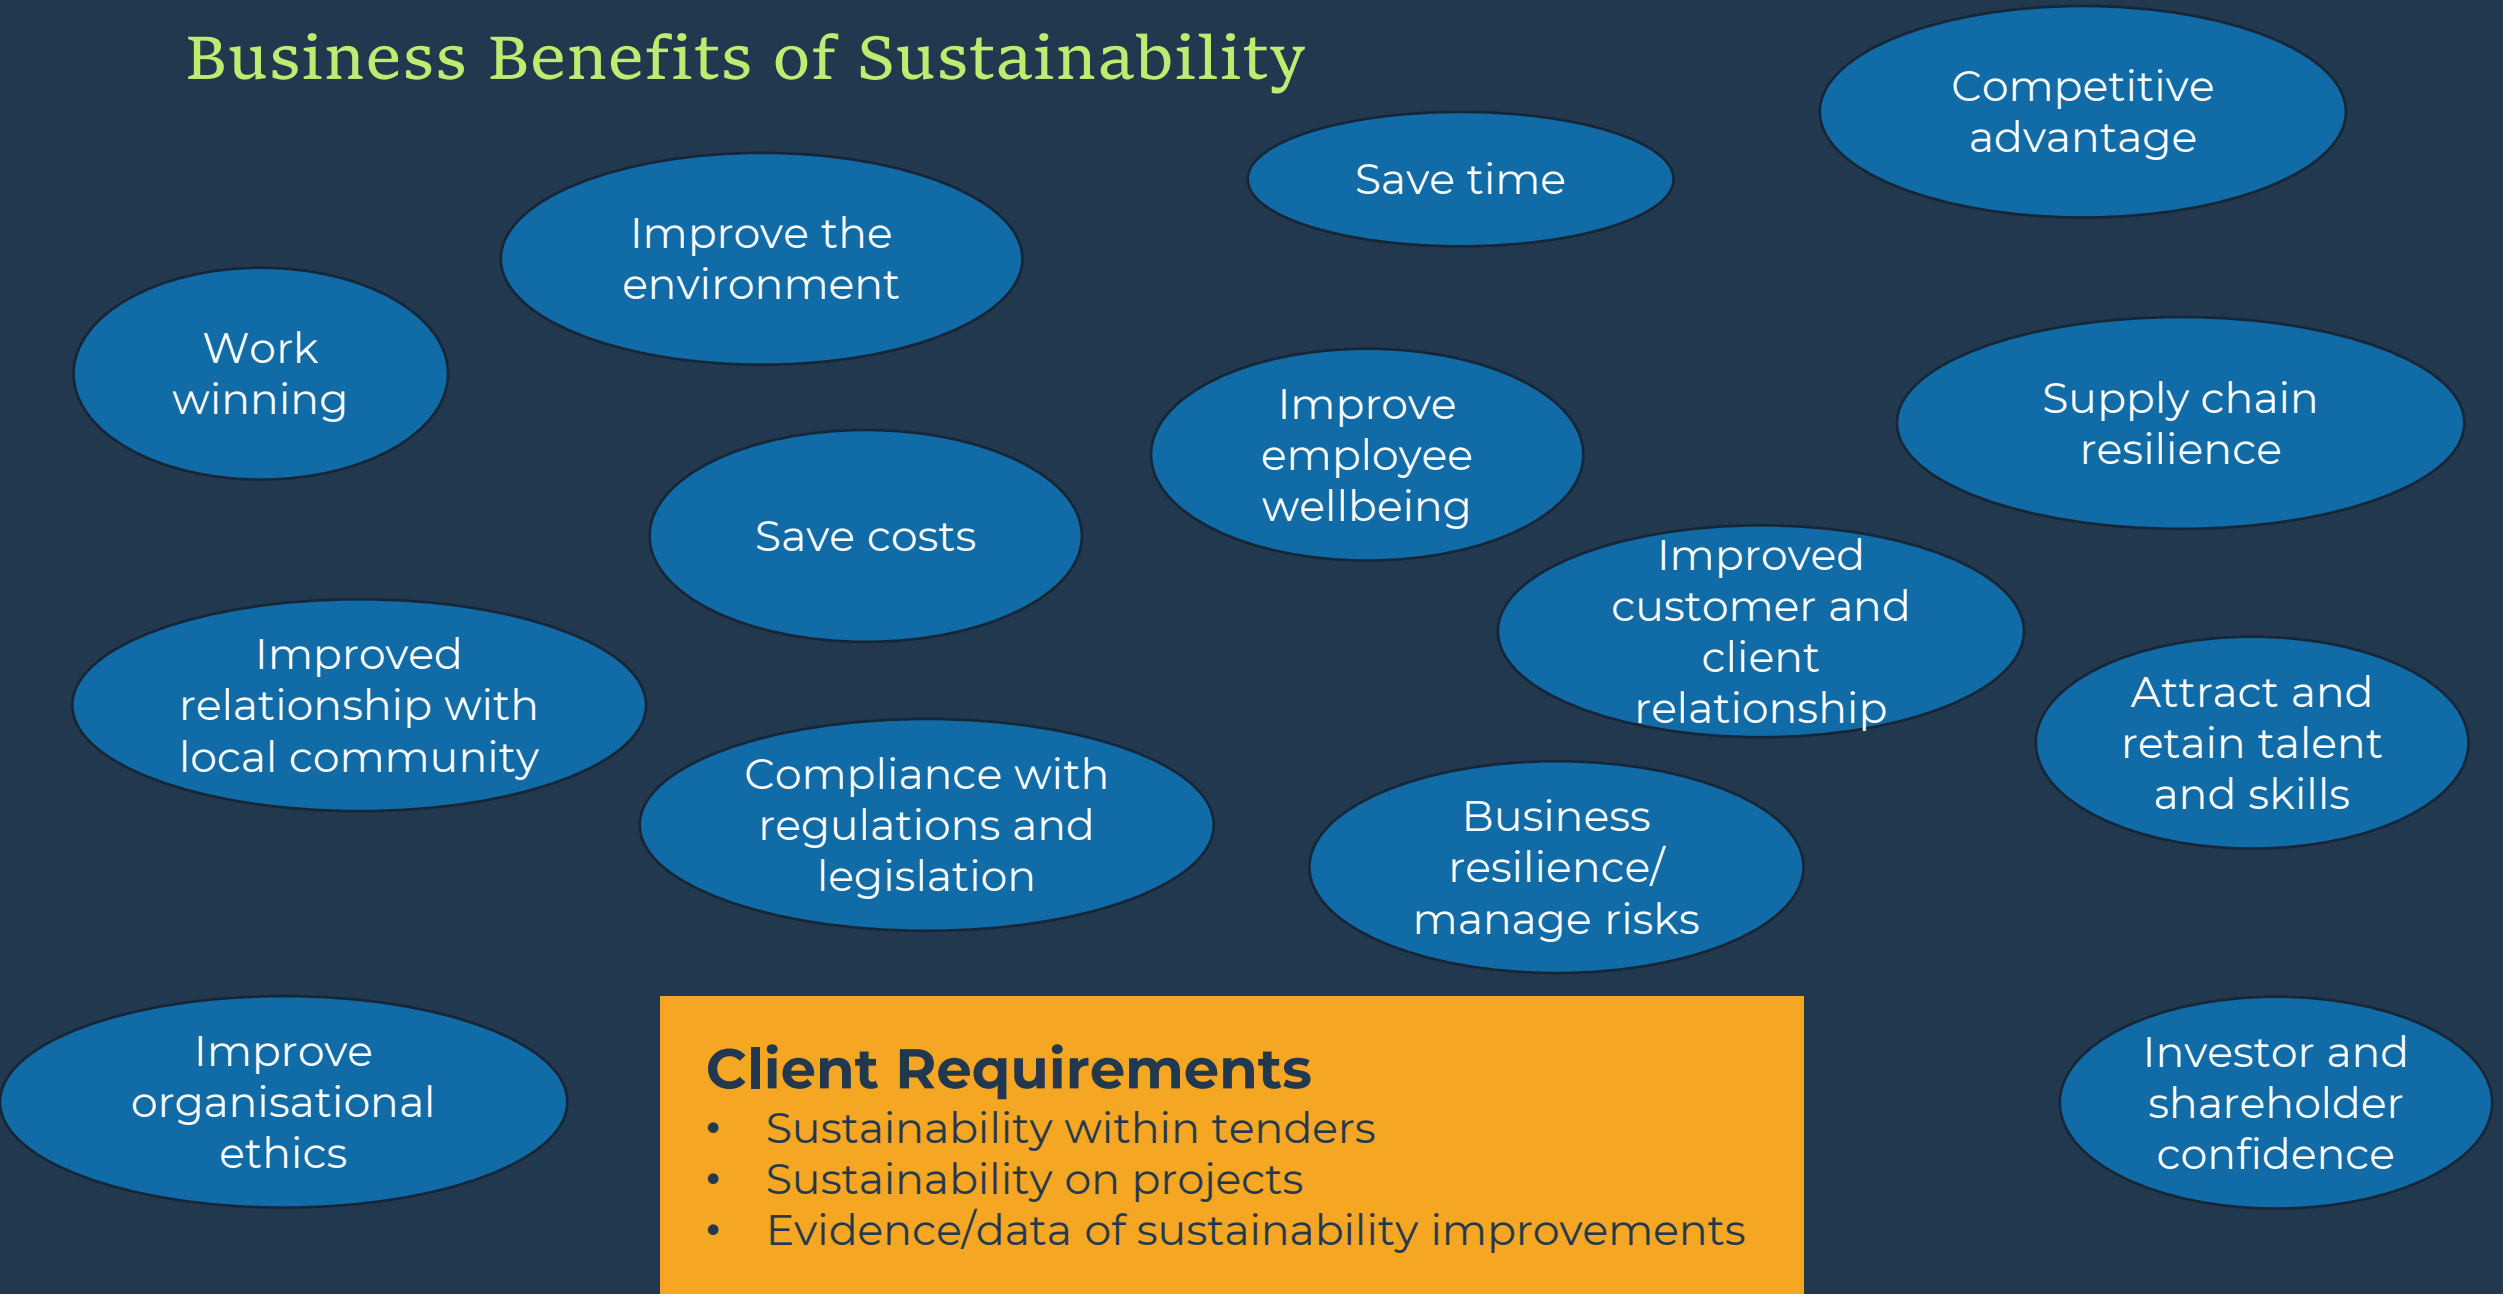 Business Benefits of Sustainability
Competitive
advantage
Save time
Improve the
environment
Work
winning
Improve
employee
wellbeing
Supply chain
resilience
Save costs
Improved
customer and
client
relationship
Improved
relationship with
local community
Attract and
retain talent
and skills
Compliance with
regulations and
legislation
Business
resilience/
manage risks
Improve
organisational
ethics
Client Requirements
• Sustainability within tenders
• Sustainability on projects
• Evidence/data of sustainability improvements
Investor and
shareholder
confidence